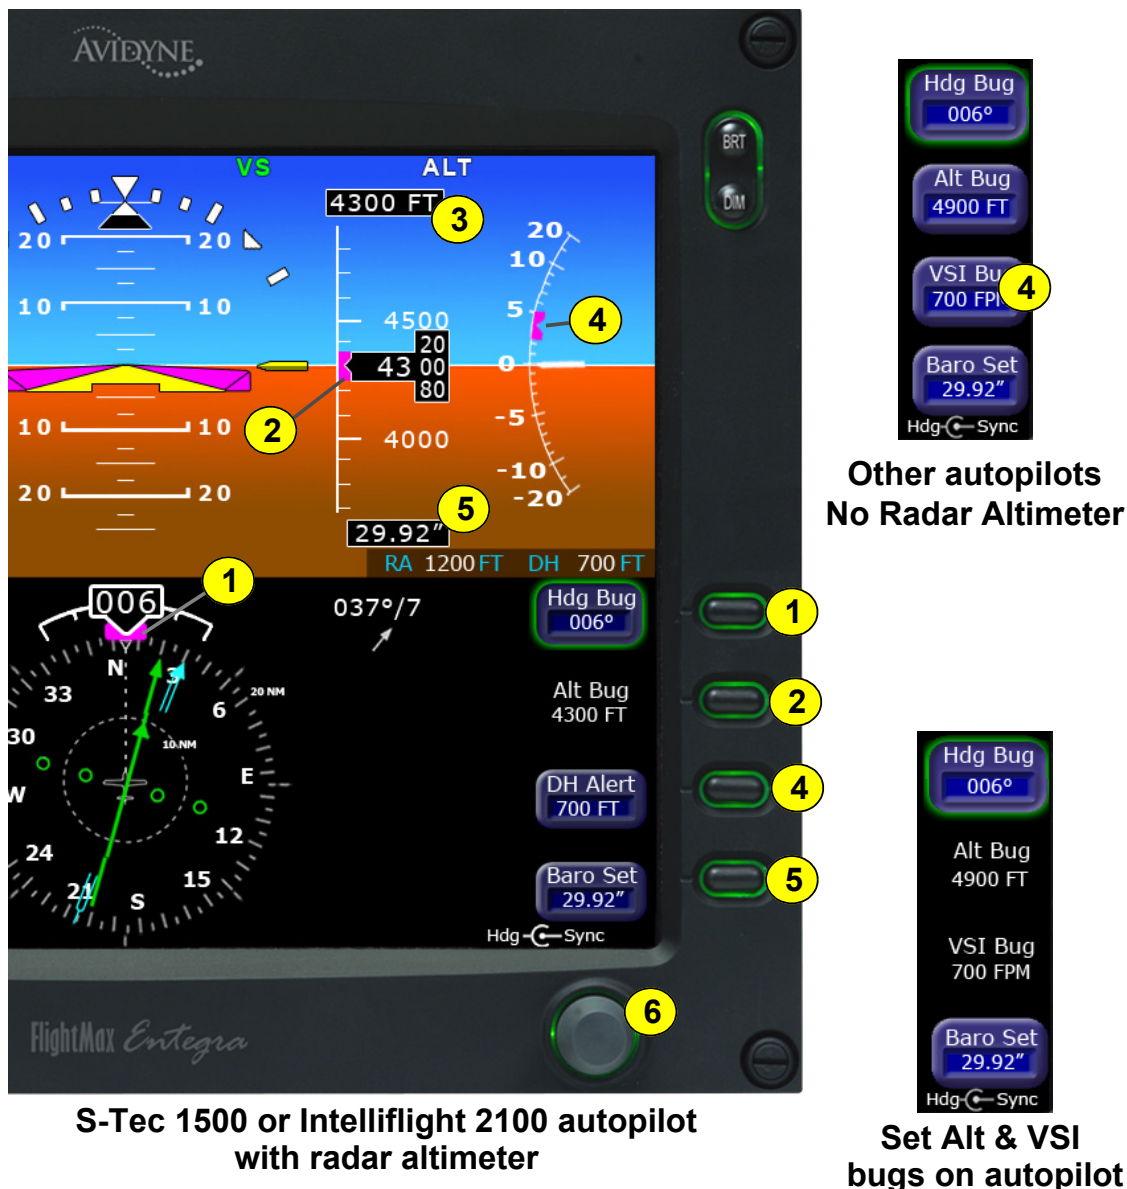 AVIDYNE
BRT
DIM
VS
ALT
4300 FT
3
20
10
5
0
-5
-10
-20
4
20
20
10
10
10
10
20
20
4500
43
20
00
80
4000
2
5
29.92"
RA 1200 FT DH 700 FT
1
006
037°/7
N
3
6
E
12
15
S
21
24
W
30
33
20 NM
10 NM
Hdg Bug
006°
1
Alt Bug
4300 FT
2
DH Alert
700 FT
4
Baro Set
29.92"
5
Hdg Sync
6
FlightMax Entegra
S-Tec 1500 or Intelliflight 2100 autopilot
with radar altimeter
Hdg Bug
006°
Alt Bug
4900 FT
VSI Bu
700 FP
4
Baro Set
29.92"
Hdg Sync
Other autopilots
No Radar Altimeter
Hdg Bug
006°
Alt Bug
4900 FT
VSI Bug
700 FPM
Baro Set
29.92"
Hdg Sync
Set Alt & VSI
bugs on autopilot